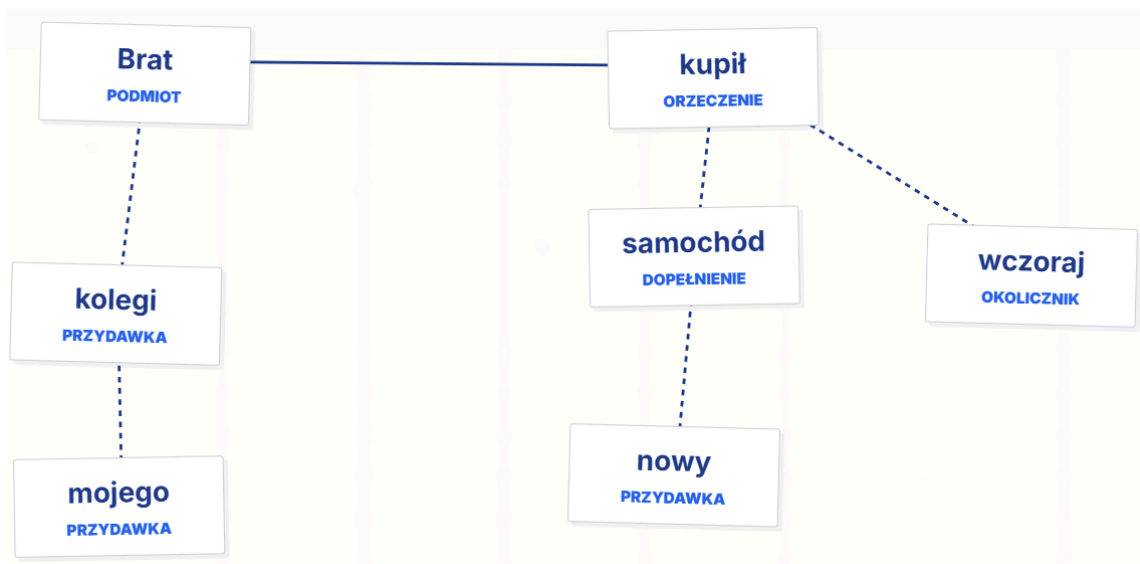 Brat
PODMIOT
kupił
ORZECZENIE
samochód
DOPEŁNIENIE
wczoraj
OKOLICZNIK
kolegi
PRZYDAWKA
mojego
PRZYDAWKA
nowy
PRZYDAWKA